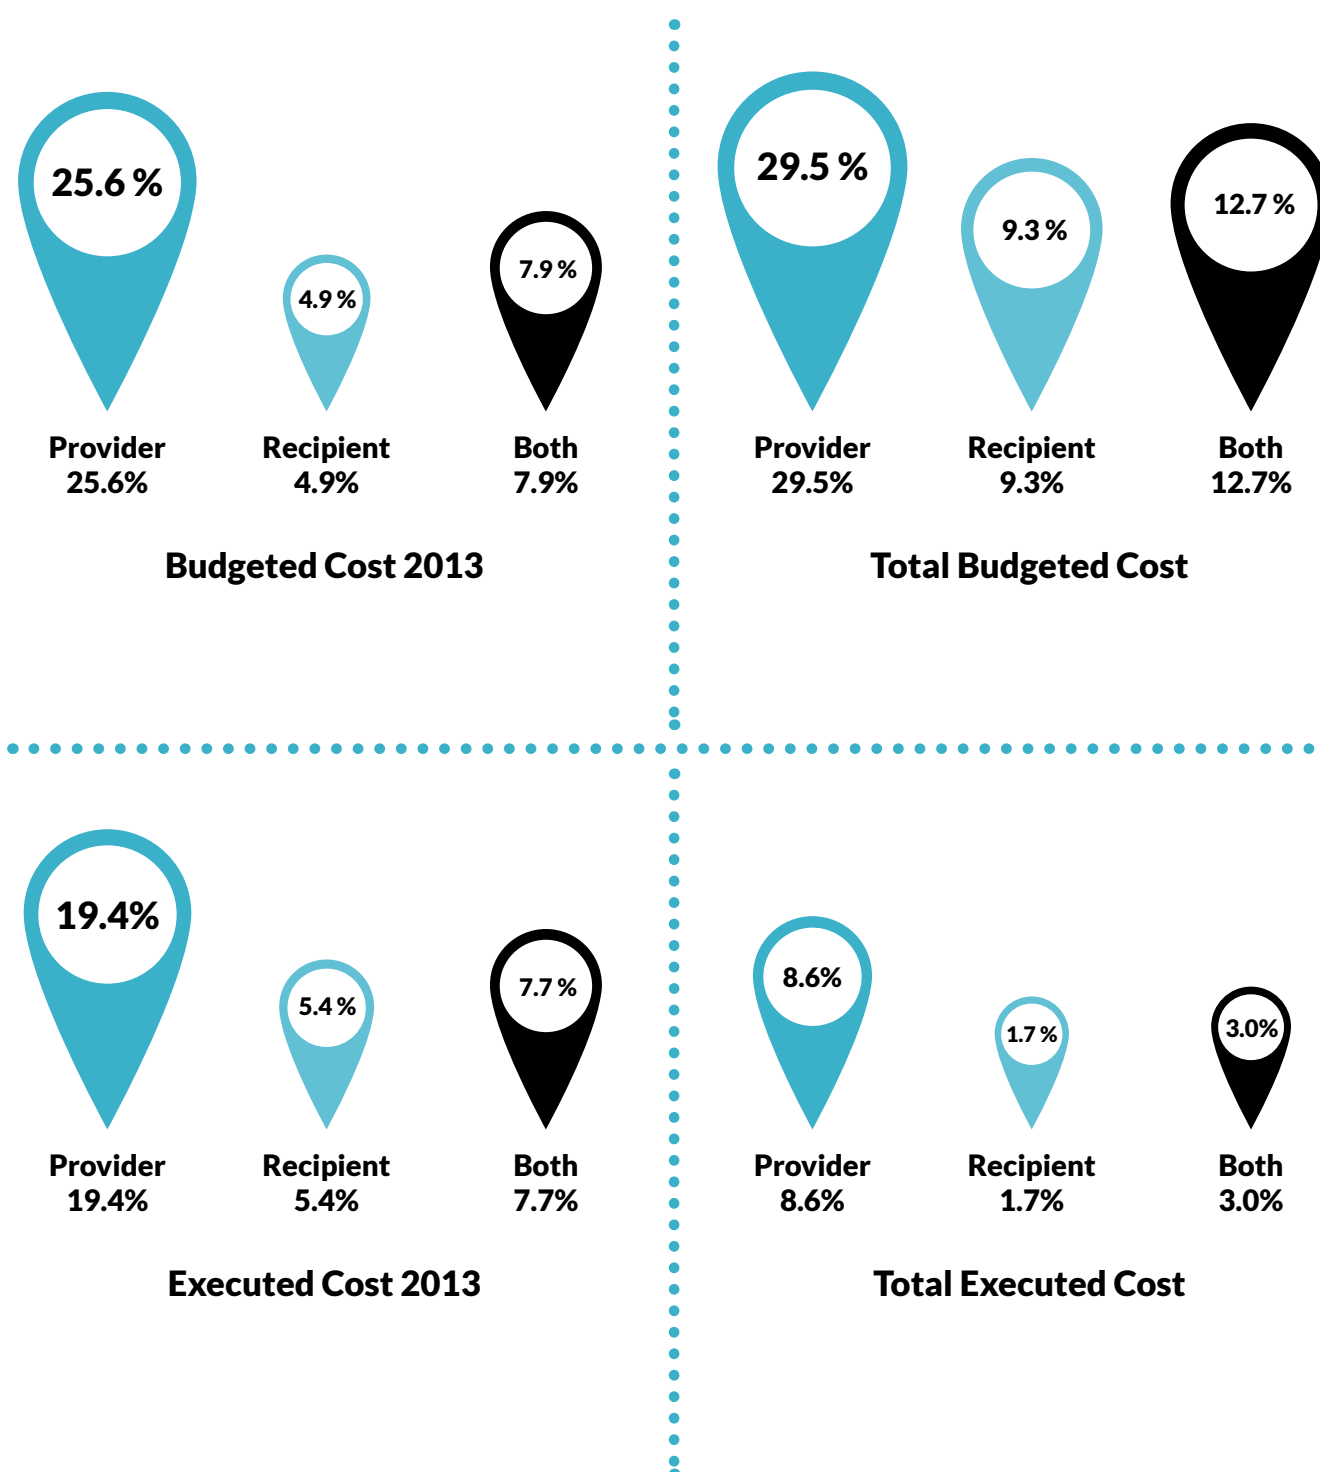 25.6 %
4.9 %
7.9 %
Provider
25.6%
Recipient
4.9%
Both
7.9%
Budgeted Cost 2013
29.5 %
9.3 %
12.7 %
Provider
29.5%
Recipient
9.3%
Both
12.7%
Total Budgeted Cost
19.4%
5.4 %
7.7 %
Provider
19.4%
Recipient
5.4%
Both
7.7%
Executed Cost 2013
8.6%
1.7 %
3.0%
Provider
8.6%
Recipient
1.7%
Both
3.0%
Total Executed Cost